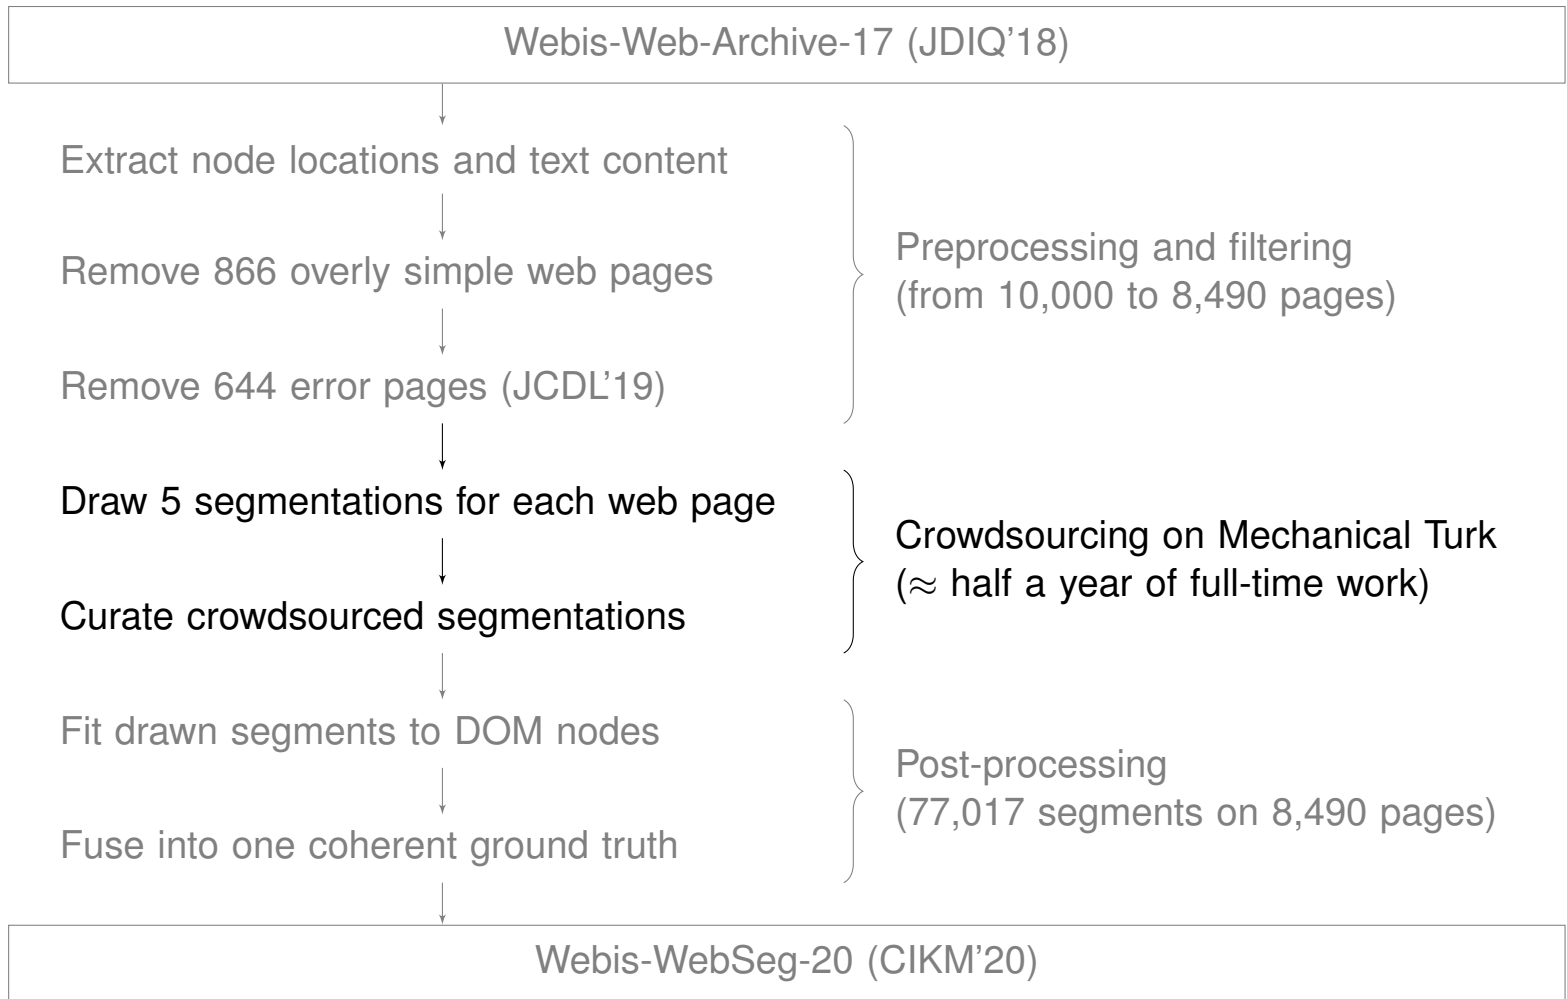 Webis-Web-Archive-17 (JDIQ'18)
Extract node locations and text content
Remove 866 overly simple web pages
Remove 644 error pages (JCDL'19)
Preprocessing and filtering
(from 10,000 to 8,490 pages)
Draw 5 segmentations for each web page
Curate crowdsourced segmentations
Crowdsourcing on Mechanical Turk
(≈ half a year of full-time work)
Fit drawn segments to DOM nodes
Fuse into one coherent ground truth
Post-processing
(77,017 segments on 8,490 pages)
Webis-WebSeg-20 (CIKM'20)